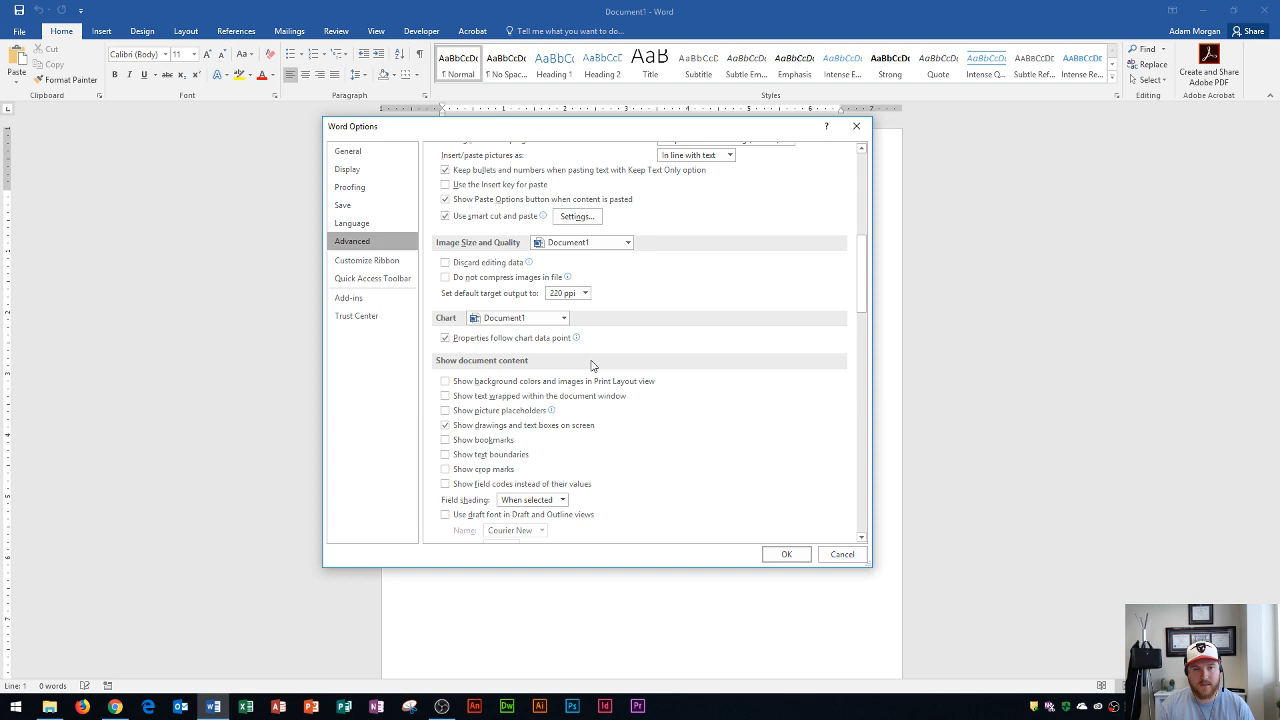 Document1 - Word
File Home Insert Design Layout References Mailings Review View Developer Acrobat Tell me what you want to do... Adam Morgan Share
Paste
Cut
Copy
Format Painter
Clipboard
Calibri (Body) 11
Font
Paragraph
AaBbCcDc AaBbCcDc AaBbCc AaBbCcC AaB AaBbCcD AaBbCcDc AaBbCcDc AaBbCcDc AaBbCcDc AaBbCcDc AaBbCcDc AaBbCcDc AaBbCcDc
¶ Normal ¶ No Spac... Heading 1 Heading 2 Title Subtitle Subtle Em... Emphasis Intense E... Strong Quote Intense Q... Subtle Ref... Intense Re...
Styles
Find
Replace
Select
Editing
Create and Share
Adobe PDF
Adobe Acrobat
Word Options
General
Display
Proofing
Save
Language
Advanced
Customize Ribbon
Quick Access Toolbar
Add-ins
Trust Center
Insert/paste pictures as: In line with text
Keep bullets and numbers when pasting text with Keep Text Only option
Use the Insert key for paste
Show Paste Options button when content is pasted
Use smart cut and paste Settings...
Image Size and Quality Document1
Discard editing data
Do not compress images in file
Set default target output to: 220 ppi
Chart Document1
Properties follow chart data point
Show document content
Show background colors and images in Print Layout view
Show text wrapped within the document window
Show picture placeholders
Show drawings and text boxes on screen
Show bookmarks
Show text boundaries
Show crop marks
Show field codes instead of their values
Field shading: When selected
Use draft font in Draft and Outline views
Name: Courier New
OK Cancel
Line: 1 0 words